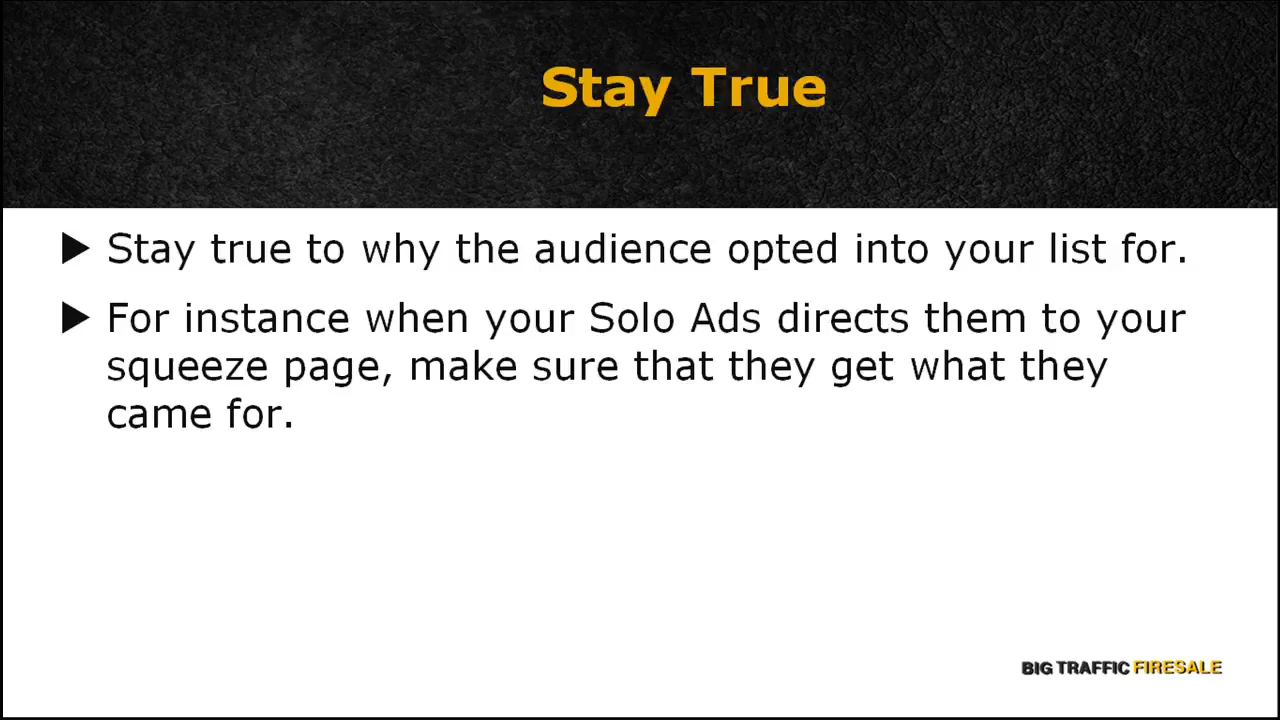 Stay True
▶ Stay true to why the audience opted into your list for.
▶ For instance when your Solo Ads directs them to your
squeeze page, make sure that they get what they
came for.
BIG TRAFFIC FIRESALE